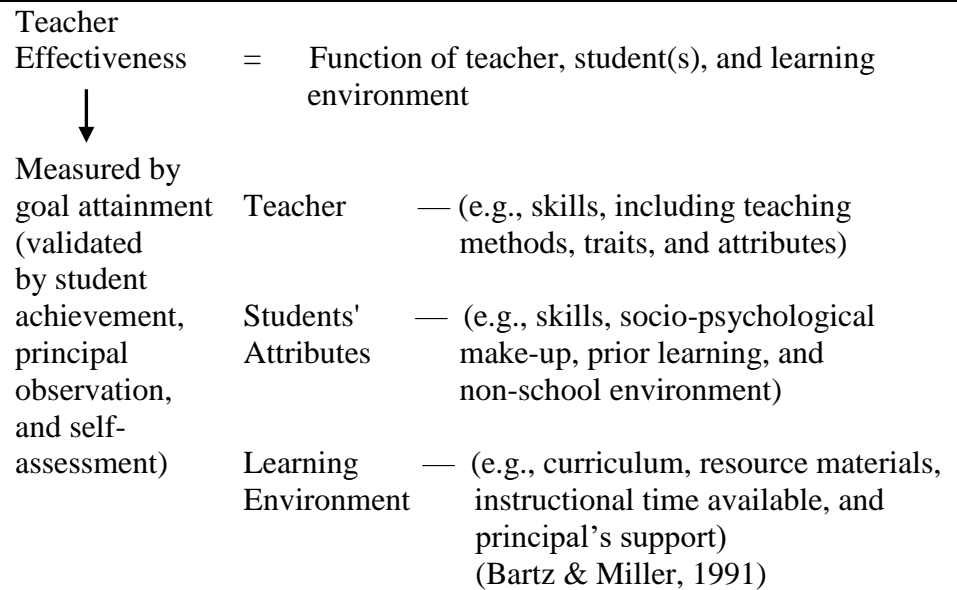 Teacher
Effectiveness = Function of teacher, student(s), and learning
environment
Measured by
goal attainment Teacher — (e.g., skills, including teaching
(validated methods, traits, and attributes)
by student
achievement, Students' — (e.g., skills, socio-psychological
principal Attributes make-up, prior learning, and
observation, non-school environment)
and self-
assessment) Learning — (e.g., curriculum, resource materials,
Environment instructional time available, and
principal’s support)
(Bartz & Miller, 1991)